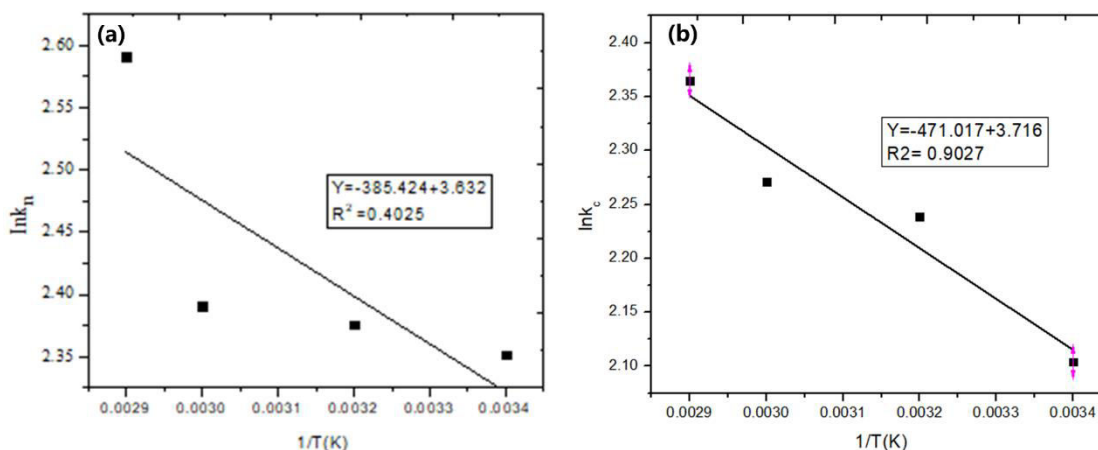 (a)
2.60
2.55
2.50
2.45
2.40
2.35
lnkn
Y=-385.424+3.632
R2 =0.4025
0.0029 0.0030 0.0031 0.0032 0.0033 0.0034
1/T(K)
(b)
2.40
2.35
2.30
2.25
2.20
2.15
2.10
lnkc
Y=-471.017+3.716
R2= 0.9027
0.0029 0.0030 0.0031 0.0032 0.0033 0.0034
1/T(K)